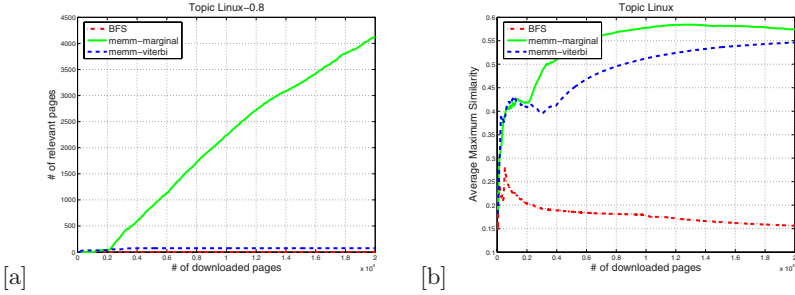 Topic Linux-0.8
4500
4000
3500
3000
2500
2000
1500
1000
500
0
# of relevant pages
BFS
memm-marginal
memm-viterbi
0 0.2 0.4 0.6 0.8 1 1.2 1.4 1.6 1.8 2
x 10^4
# of downloaded pages
[a]
Topic Linux
0.6
0.55
0.5
0.45
0.4
0.35
0.3
0.25
0.2
0.15
0.1
Average Maximum Similarity
BFS
memm-marginal
memm-viterbi
0 0.2 0.4 0.6 0.8 1 1.2 1.4 1.6 1.8 2
x 10^4
# of downloaded pages
[b]